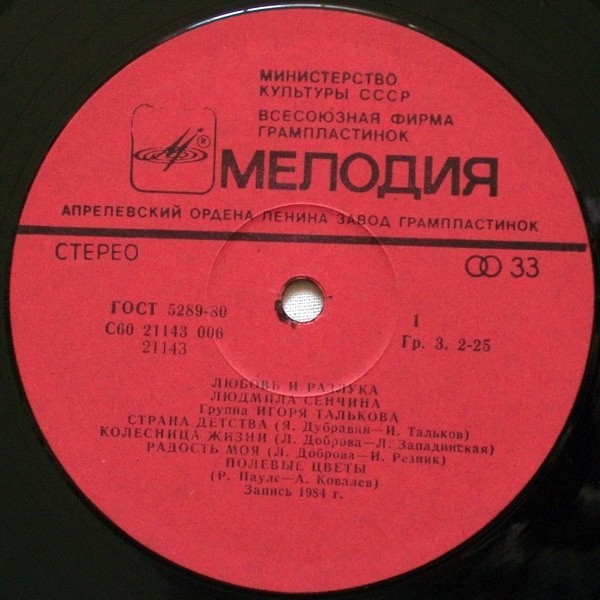 МИНИСТЕРСТВО
КУЛЬТУРЫ СССР
ВСЕСОЮЗНАЯ ФИРМА
ГРАМПЛАСТИНОК
®
МЕЛОДИЯ
АПРЕЛЕВСКИЙ ОРДЕНА ЛЕНИНА ЗАВОД ГРАМПЛАСТИНОК
СТЕРЕО
33
ГОСТ 5289-80
С60 21143 006
21143
1
Гр. 3. 2-25
ЛЮБОВЬ И РАЗЛУКА
ЛЮДМИЛА СЕНЧИНА
Группа ИГОРЯ ТАЛЬКОВА
СТРАНА ДЕТСТВА (Я. Дубравин—И. Тальков)
КОЛЕСНИЦА ЖИЗНИ (Л. Доброва—Л. Западинская)
РАДОСТЬ МОЯ (Л. Доброва—И. Резник)
ПОЛЕВЫЕ ЦВЕТЫ
(Р. Паулс—А. Ковалев)
Запись 1984 г.